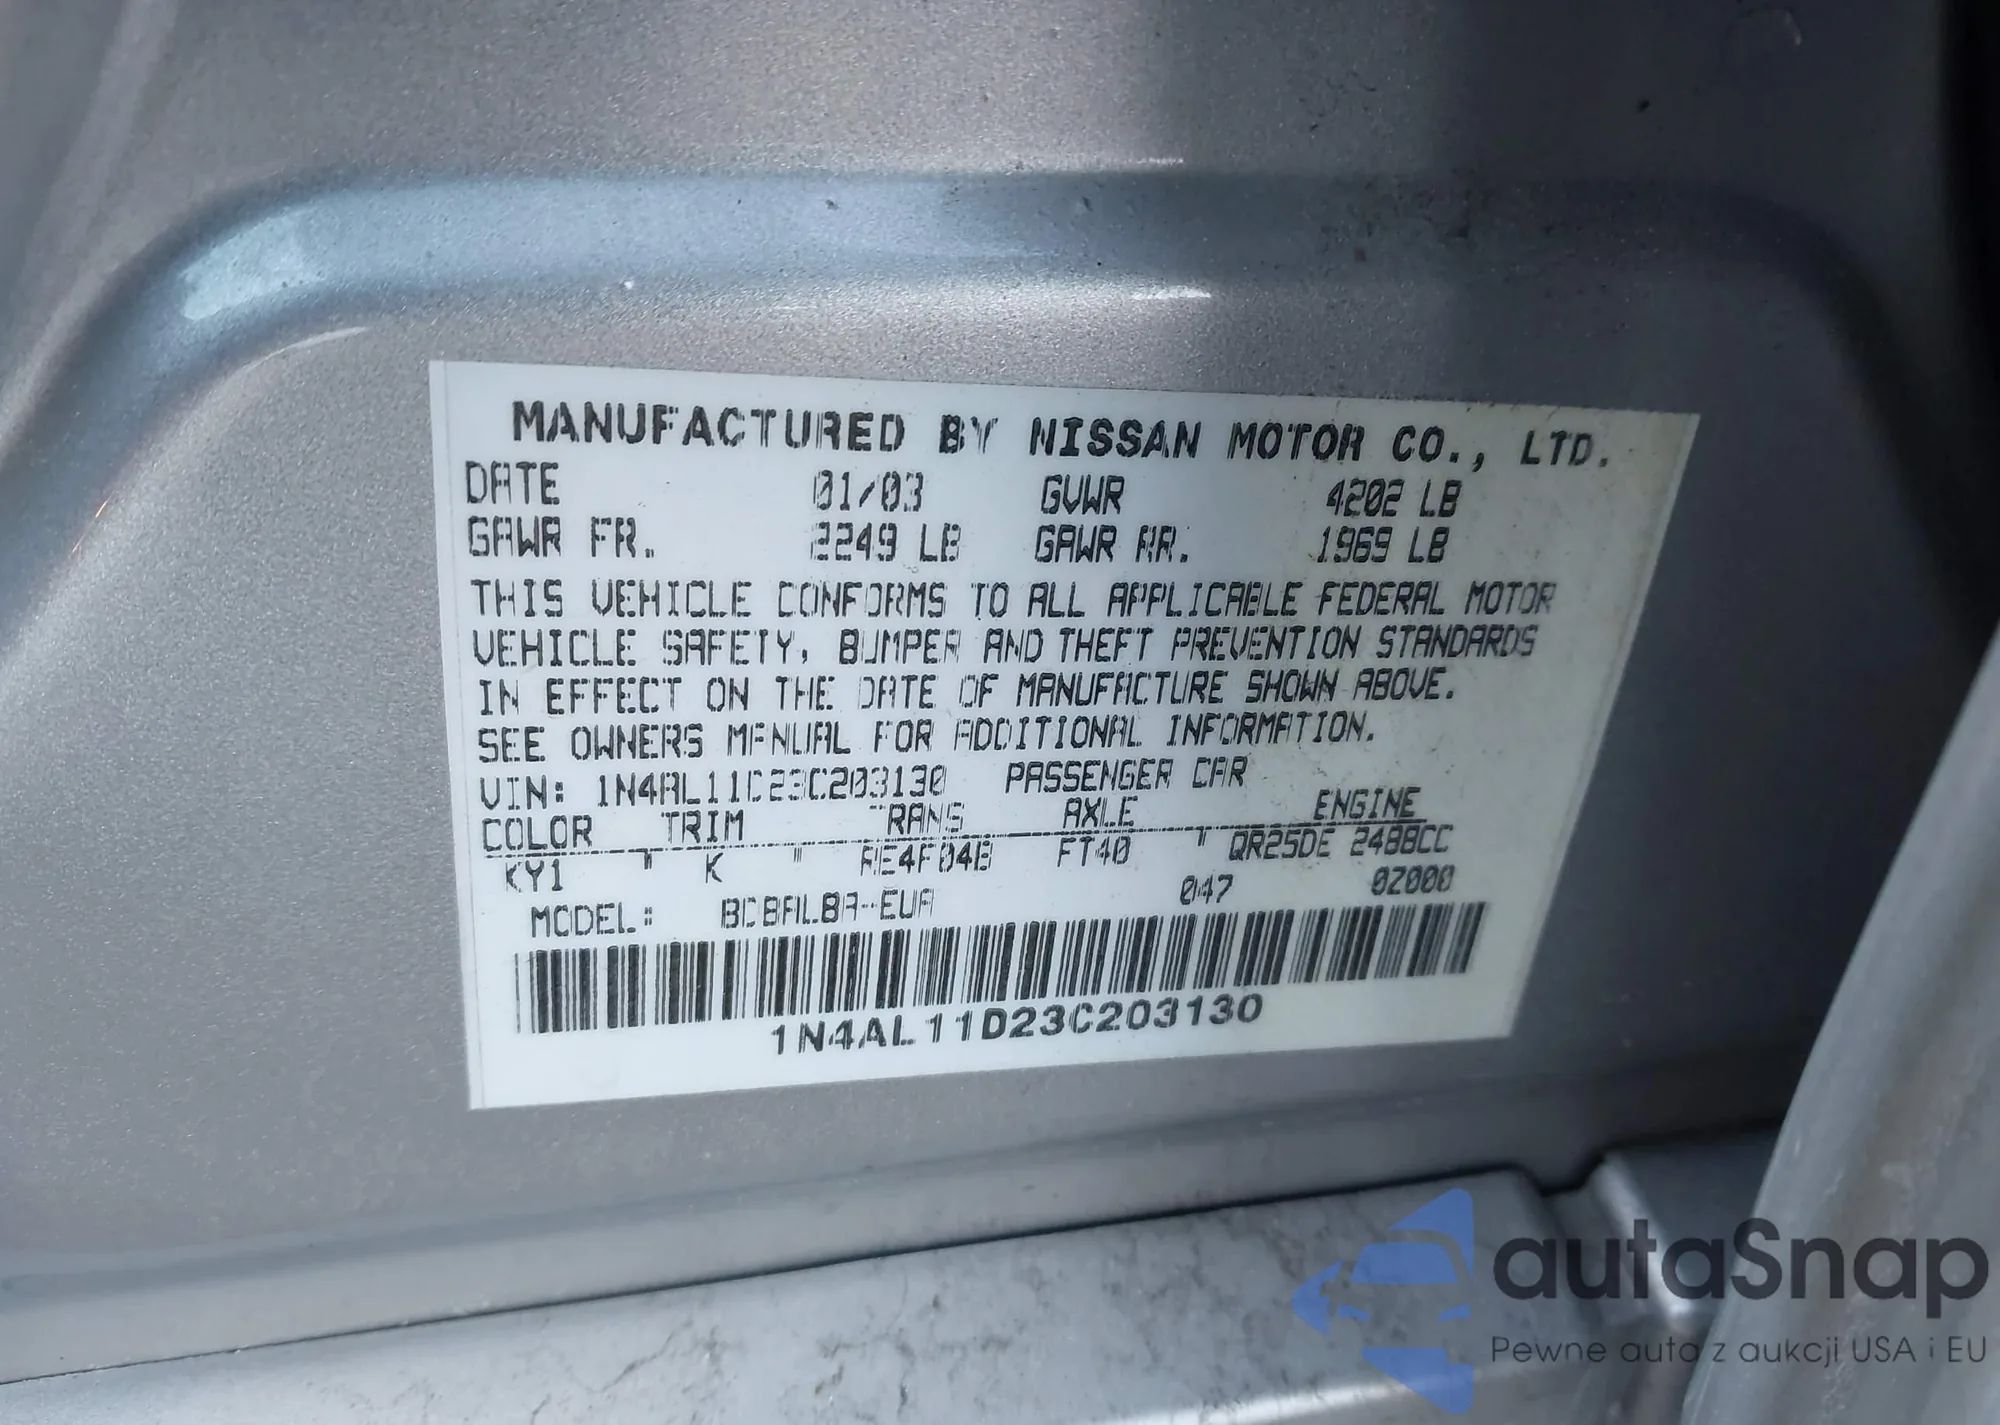 MANUFACTURED BY NISSAN MOTOR CO., LTD.
DATE 01/03 GVWR 4202 LB
GAWR FR. 2249 LB GAWR RR. 1969 LB
THIS VEHICLE CONFORMS TO ALL APPLICABLE FEDERAL MOTOR
VEHICLE SAFETY, BUMPER AND THEFT PREVENTION STANDARDS
IN EFFECT ON THE DATE OF MANUFACTURE SHOWN ABOVE.
SEE OWNERS MANUAL FOR ADDITIONAL INFORMATION.
VIN: 1N4AL11D23C203130 PASSENGER CAR
COLOR TRIM TRANS AXLE ENGINE
KY1 " K " RE4F04B FT40 " QR25DE 2488CC
MODEL: BDBALBA-EUA 047 0Z000
1N4AL11D23C203130
autaSnap
Pewne auta z aukcji USA i EU